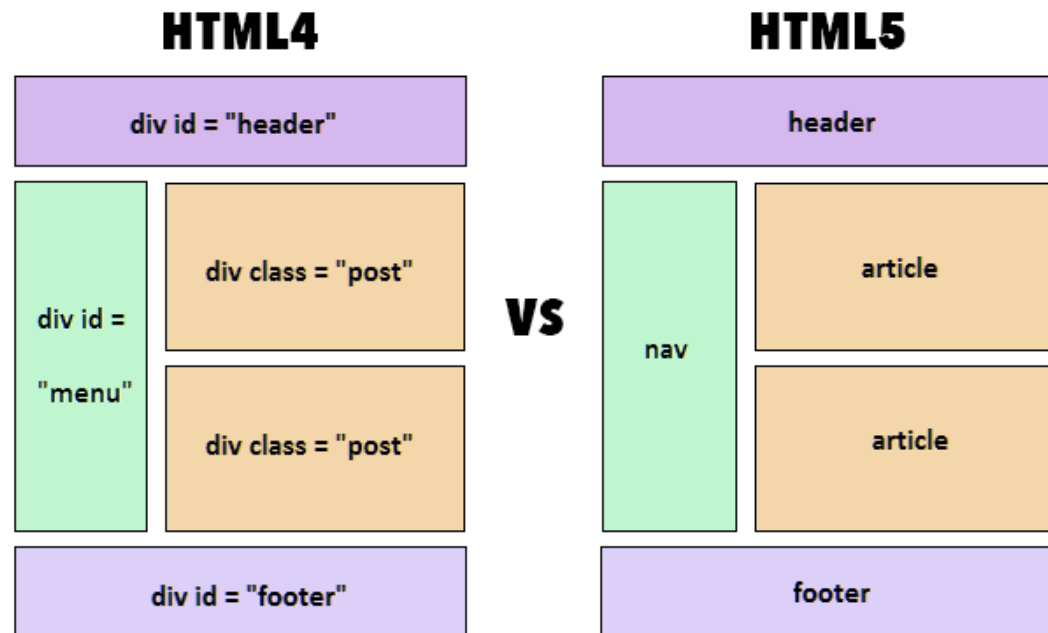 HTML4
div id = "header"
div id =
"menu"
div class = "post"
div class = "post"
div id = "footer"
VS
HTML5
header
nav
article
article
footer